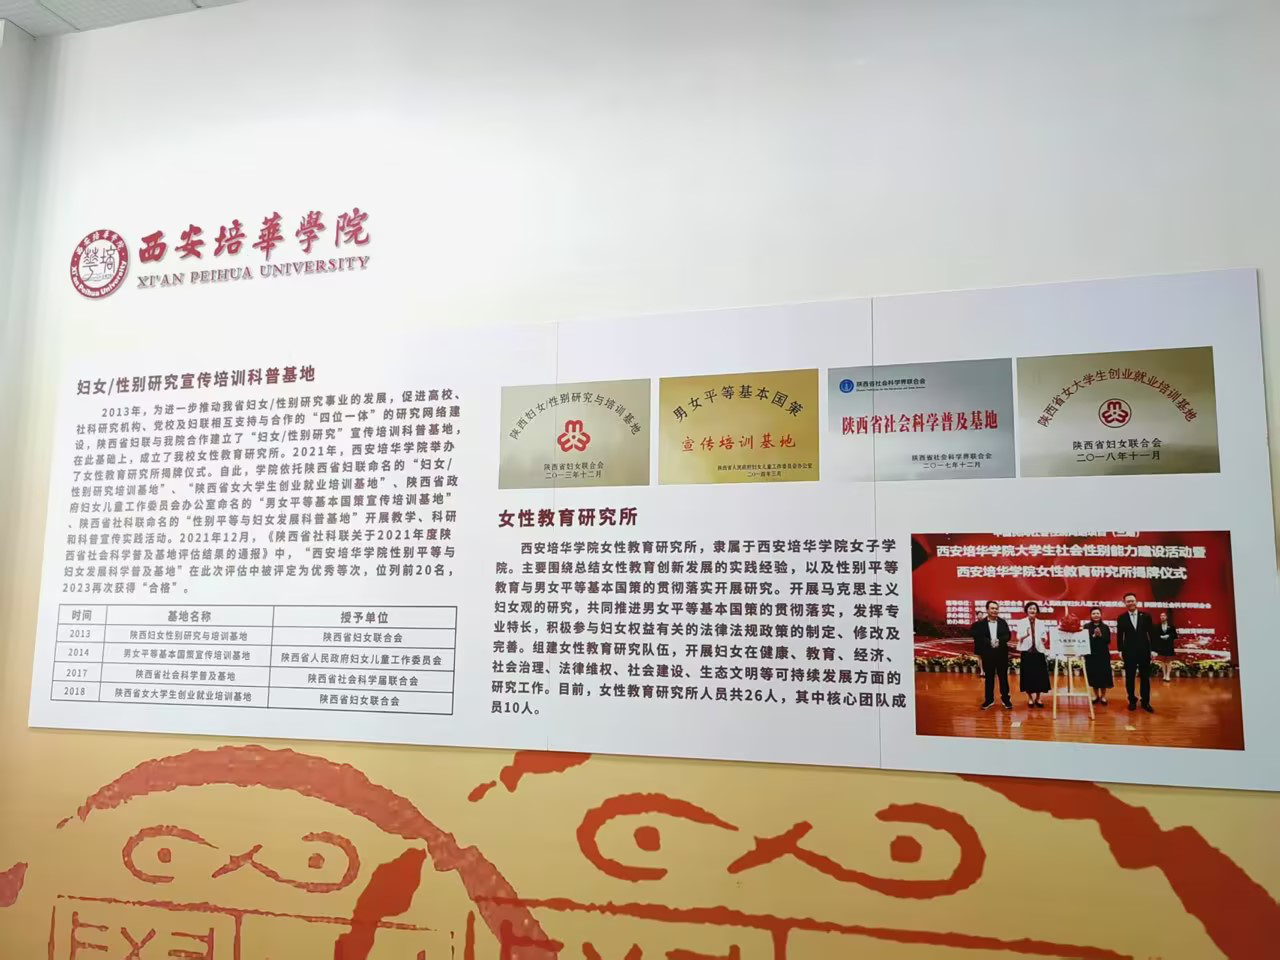 西安培華學院
XI'AN PEIHUA UNIVERSITY
西安培华学院
Xi'an Peihua University
妇女/性别研究宣传培训科普基地
2013年，为进一步推动我省妇女/性别研究事业的发展，促进高校、
社科研究机构、党校及妇联相互支持与合作的“四位一体”的研究网络建
设，陕西省妇联与我院合作建立了“妇女/性别研究”宣传培训科普基地，
在此基础上，成立了我校女性教育研究所。2021年，西安培华学院举办
了女性教育研究所揭牌仪式。自此，学院依托陕西省妇联命名的“妇女/
性别研究培训基地”、“陕西省女大学生创业就业培训基地”、陕西省政
府妇女儿童工作委员会办公室命名的“男女平等基本国策宣传培训基地”
、陕西省社科联命名的“性别平等与妇女发展科普基地”开展教学、科研
和科普宣传实践活动。2021年12月，《陕西省社科联关于2021年度陕
西省社会科学普及基地评估结果的通报》中，“西安培华学院性别平等与
妇女发展科学普及基地”在此次评估中被评定为优秀等次，位列前20名，
2023再次获得“合格”。
时间 基地名称 授予单位
2013 陕西妇女性别研究与培训基地 陕西省妇女联合会
2014 男女平等基本国策宣传培训基地 陕西省人民政府妇女儿童工作委员会
2017 陕西省社会科学普及基地 陕西省社会科学届联合会
2018 陕西省女大学生创业就业培训基地 陕西省妇女联合会
陕西妇女/性别研究与培训基地
陕西省妇女联合会
二〇一三年十二月
男女平等基本国策
宣传培训基地
陕西省人民政府妇女儿童工作委员会办公室
二〇一四年三月
陕西省社会科学界联合会
陕西省社会科学普及基地
陕西省社会科学界联合会
二〇一七年十二月
陕西省女大学生创业就业培训基地
陕西省妇女联合会
二〇一八年十一月
女性教育研究所
西安培华学院女性教育研究所，隶属于西安培华学院女子学
院。主要围绕总结女性教育创新发展的实践经验，以及性别平等
教育与男女平等基本国策的贯彻落实开展研究。开展马克思主义
妇女观的研究，共同推进男女平等基本国策的贯彻落实，发挥专
业特长，积极参与妇女权益有关的法律法规政策的制定、修改及
完善。组建女性教育研究队伍，开展妇女在健康、教育、经济、
社会治理、法律维权、社会建设、生态文明等可持续发展方面的
研究工作。目前，女性教育研究所人员共26人，其中核心团队成
员10人。
西安培华学院大学生社会性别能力建设活动暨
西安培华学院女性教育研究所揭牌仪式